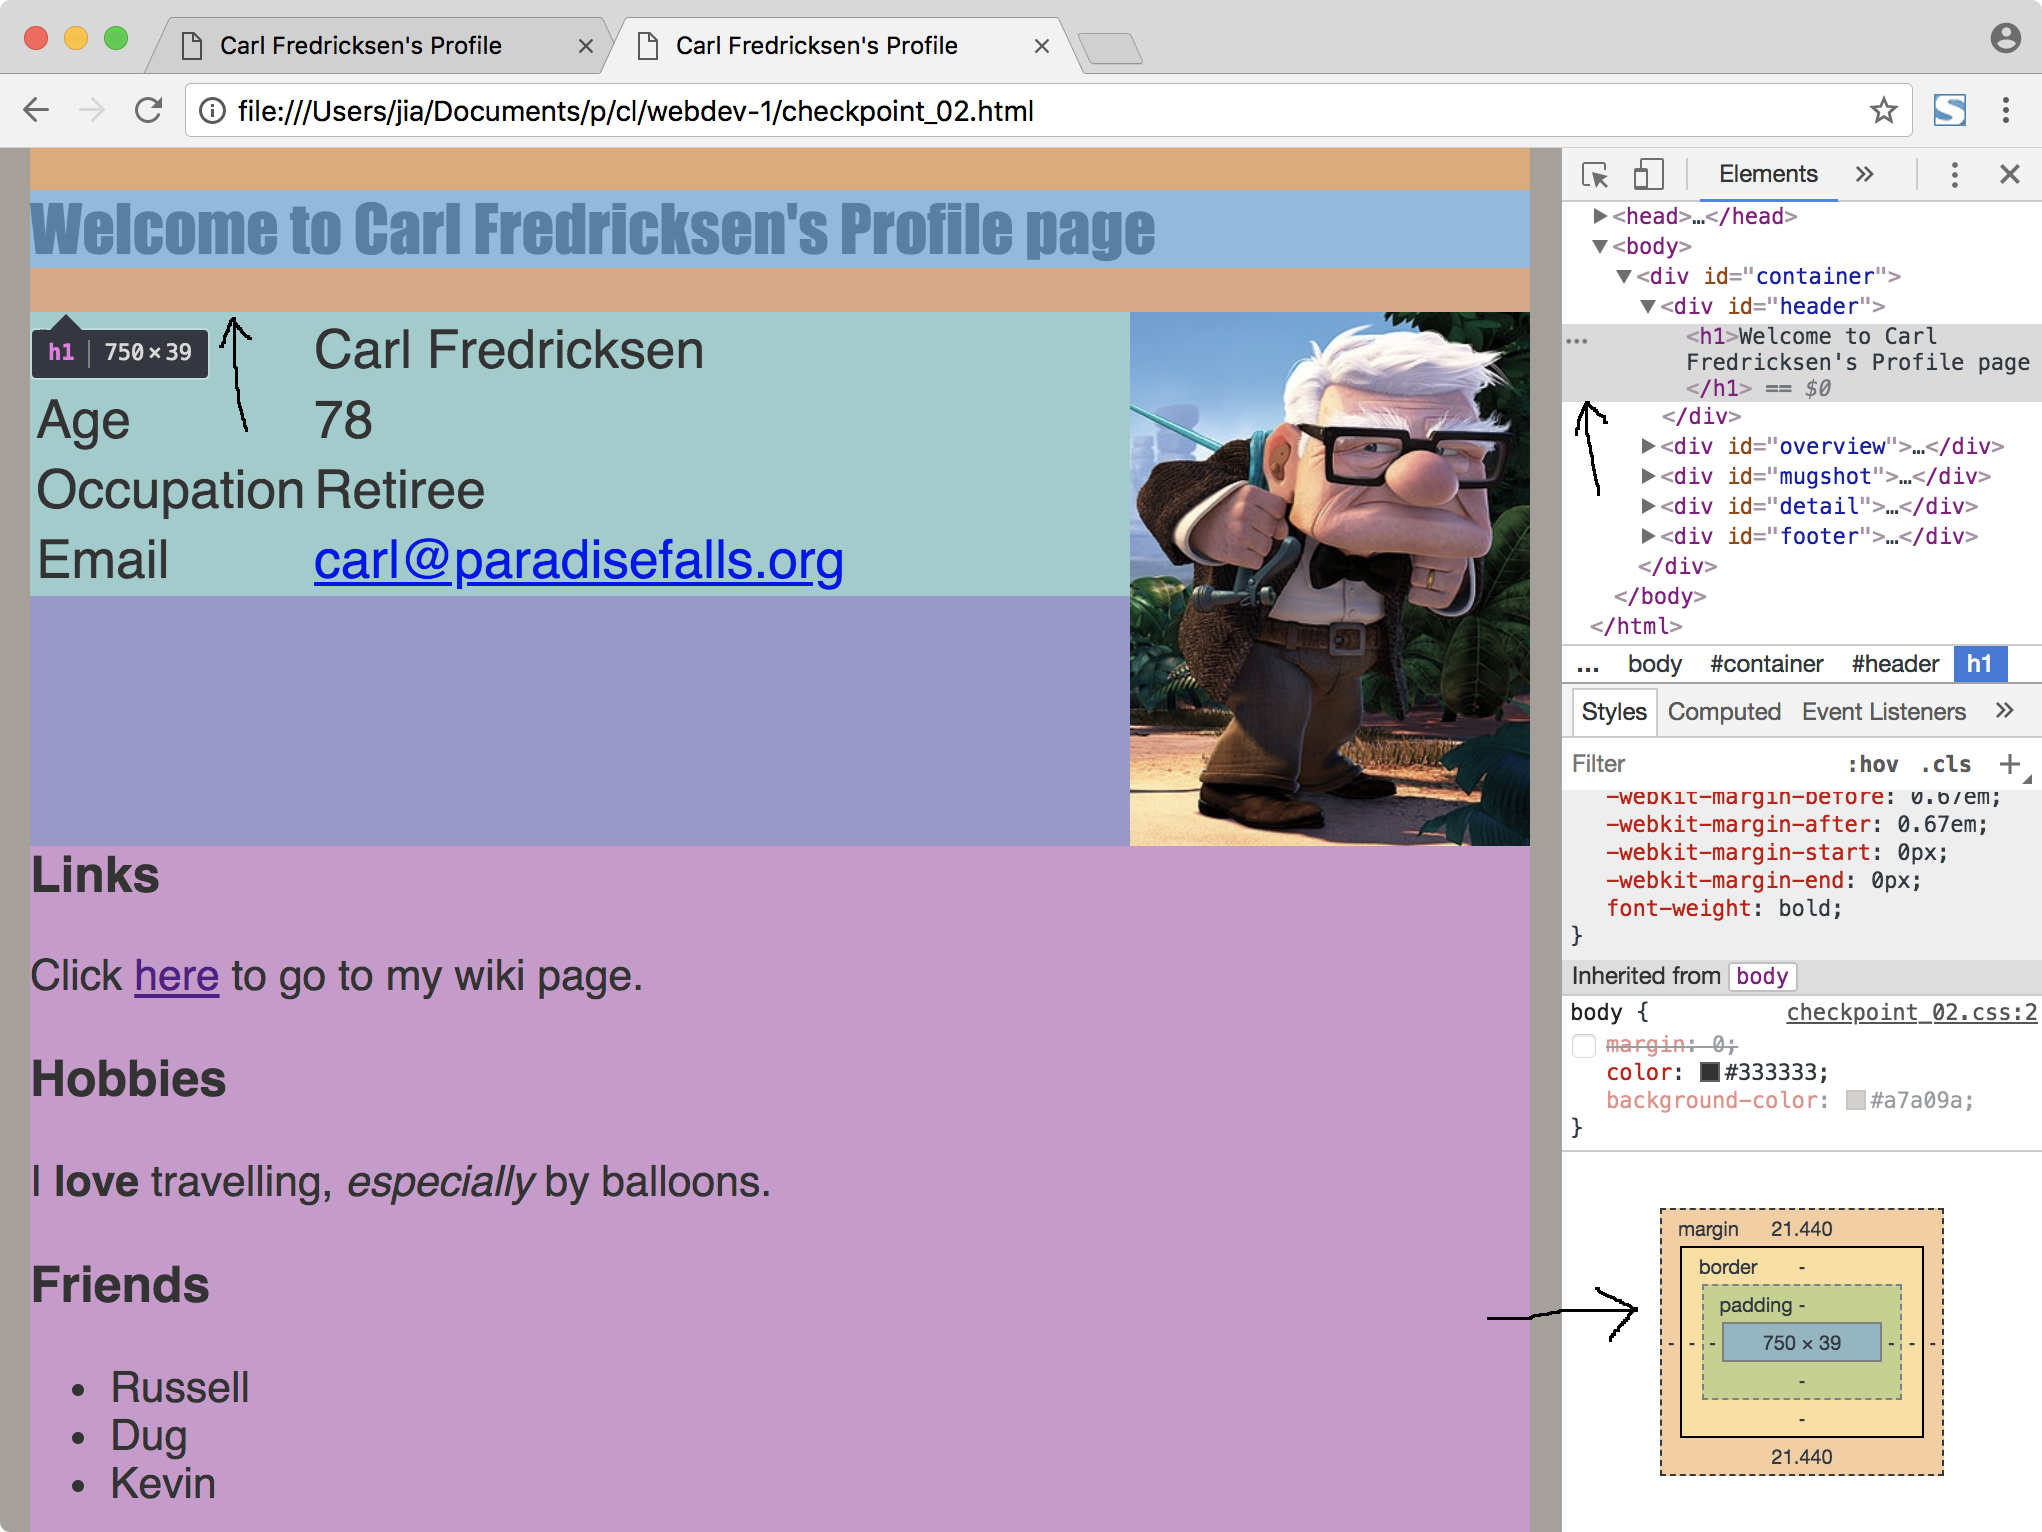 Carl Fredricksen's Profile
Carl Fredricksen's Profile
file:///Users/jia/Documents/p/cl/webdev-1/checkpoint_02.html
Welcome to Carl Fredricksen's Profile page
h1 750 × 39
Carl Fredricksen
Age 78
Occupation Retiree
Email carl@paradisefalls.org
Links
Click here to go to my wiki page.
Hobbies
I love travelling, especially by balloons.
Friends
• Russell
• Dug
• Kevin
Elements »
<head>…</head>
<body>
<div id="container">
<div id="header">
<h1>Welcome to Carl
Fredricksen's Profile page
</h1> == $0
</div>
<div id="overview">…</div>
<div id="mugshot">…</div>
<div id="detail">…</div>
<div id="footer">…</div>
</div>
</body>
</html>
... body #container #header h1
Styles Computed Event Listeners »
Filter :hov .cls +
-webkit-margin-before: 0.67em;
-webkit-margin-after: 0.67em;
-webkit-margin-start: 0px;
-webkit-margin-end: 0px;
font-weight: bold;
}
Inherited from body
body { checkpoint_02.css:2
margin: 0;
color: #333333;
background-color: #a7a09a;
}
margin 21.440
border -
padding -
- - - 750 × 39 - - -
-
-
21.440